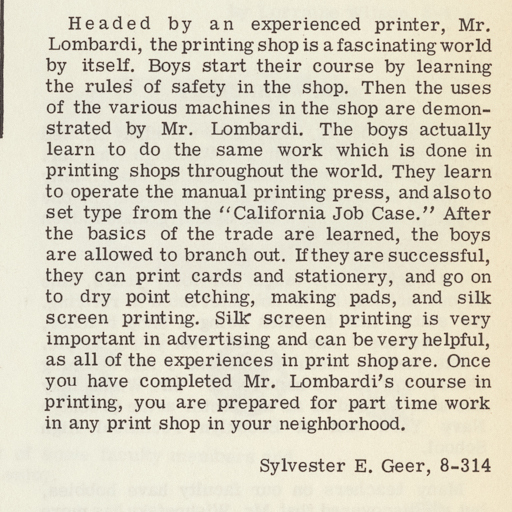 Headed by an experienced printer, Mr.
Lombardi, the printing shop is a fascinating world
by itself. Boys start their course by learning
the rules of safety in the shop. Then the uses
of the various machines in the shop are demon-
strated by Mr. Lombardi. The boys actually
learn to do the same work which is done in
printing shops throughout the world. They learn
to operate the manual printing press, and also to
set type from the "California Job Case." After
the basics of the trade are learned, the boys
are allowed to branch out. If they are successful,
they can print cards and stationery, and go on
to dry point etching, making pads, and silk
screen printing. Silk screen printing is very
important in advertising and can be very helpful,
as all of the experiences in print shop are. Once
you have completed Mr. Lombardi's course in
printing, you are prepared for part time work
in any print shop in your neighborhood.
Sylvester E. Geer, 8-314